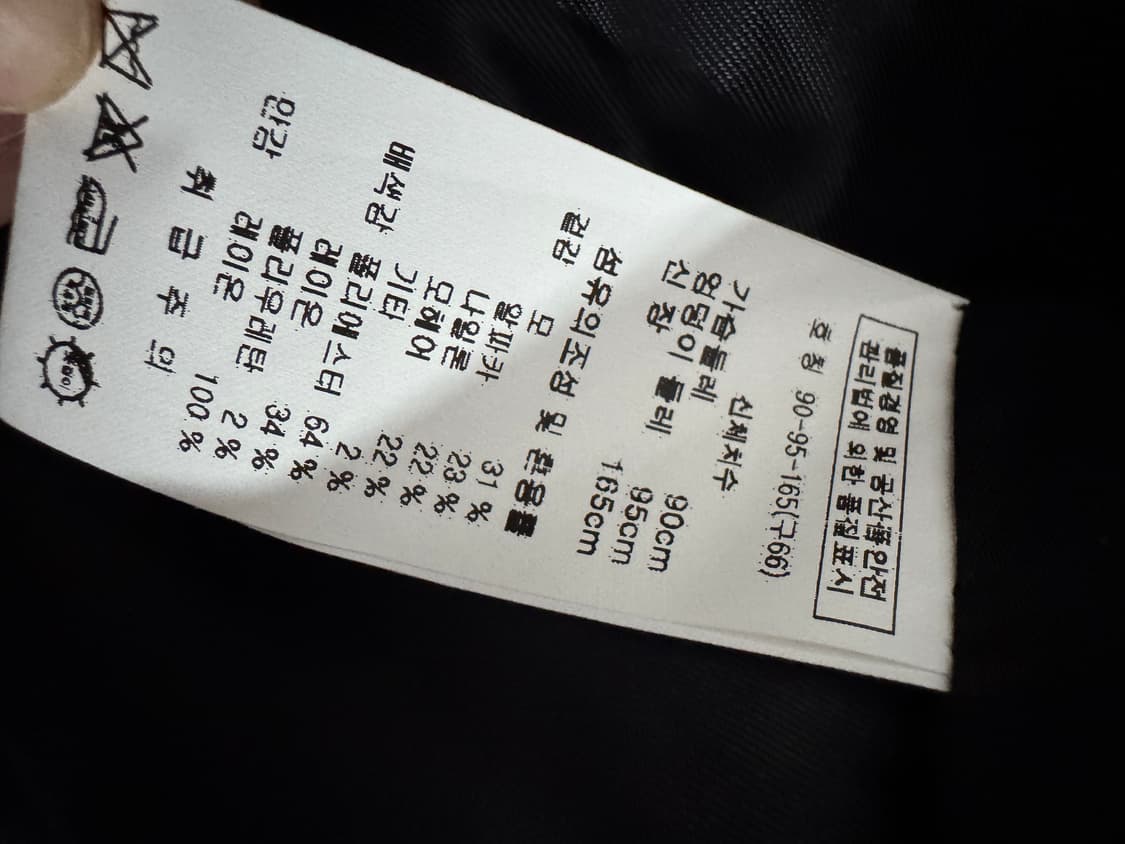 품질경영 및 공산품안전
관리법에 의한 품질표시
호 칭 90-95-165(구66)
신체치수
가슴둘레 90cm
엉덩이 둘레 95cm
신 장 165cm
섬유의조성 및 혼용률
겉감 모 31 %
알파카 23 %
나일론 22 %
모헤어 22 %
기타 2 %
배색감 폴리에스터 64 %
레이온 34 %
폴리우레탄 2 %
안감 레이온 100 %
취 급 주 의